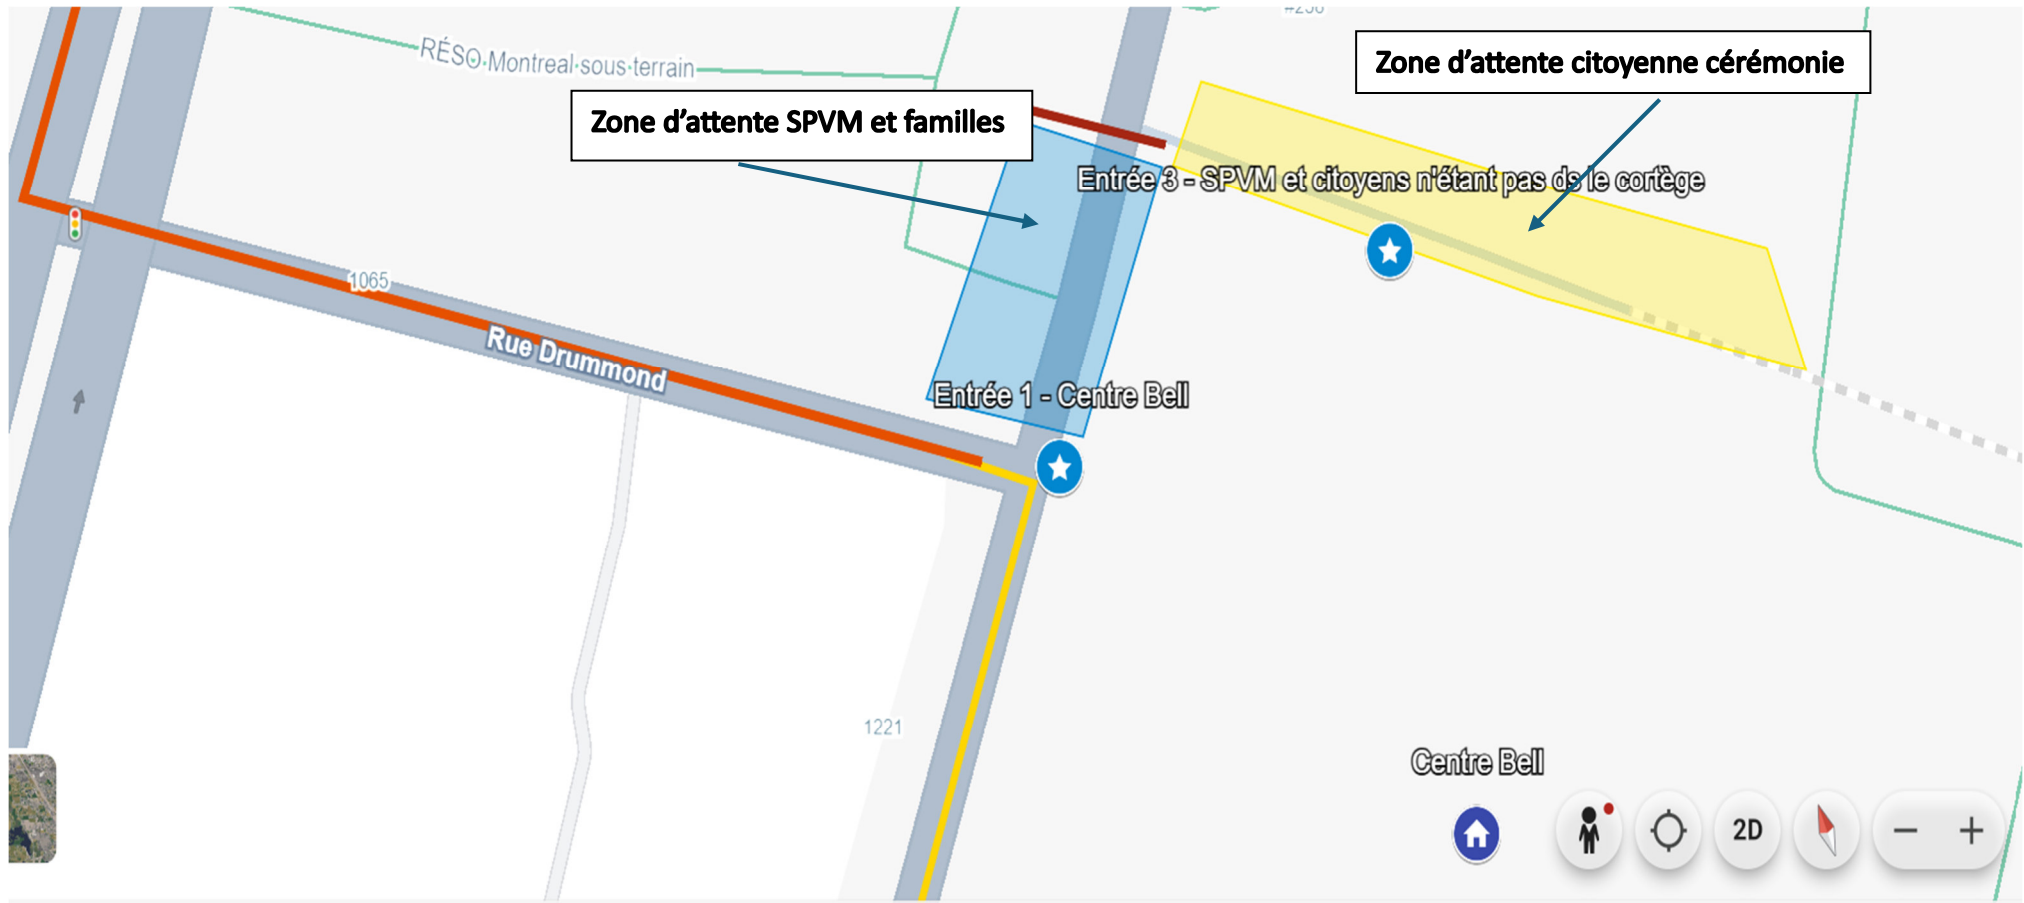 #250
Zone d'attente citoyenne cérémonie
RÉSO Montreal sous terrain
Zone d'attente SPVM et familles
Entrée 3 - SPVM et citoyens n'étant pas ds le cortège
1065
Rue Drummond
Entrée 1 - Centre Bell
1221
Centre Bell
2D